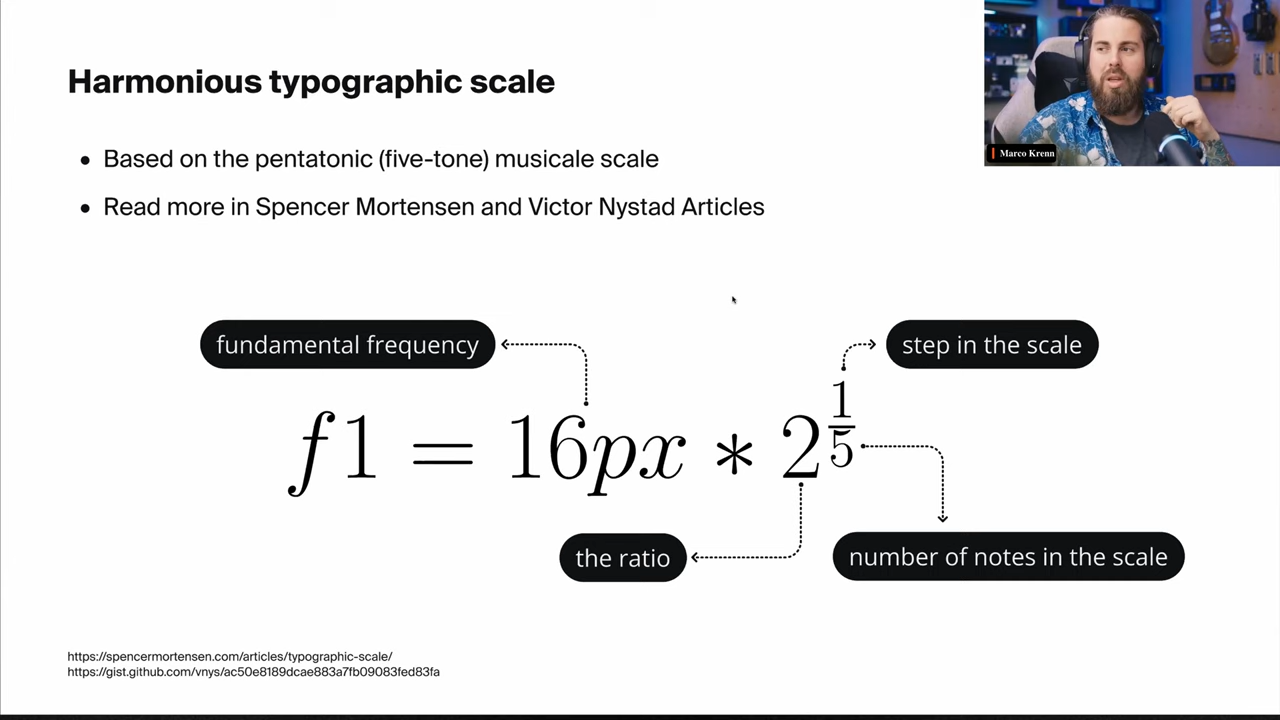 Harmonious typographic scale
Marco Krenn
• Based on the pentatonic (five-tone) musicale scale
• Read more in Spencer Mortensen and Victor Nystad Articles
fundamental frequency
step in the scale
f1 = 16px * 2^(1/5)
the ratio
number of notes in the scale
https://spencermortensen.com/articles/typographic-scale/
https://gist.github.com/vnys/ac50e8189dcae883a7fb09083fed83fa